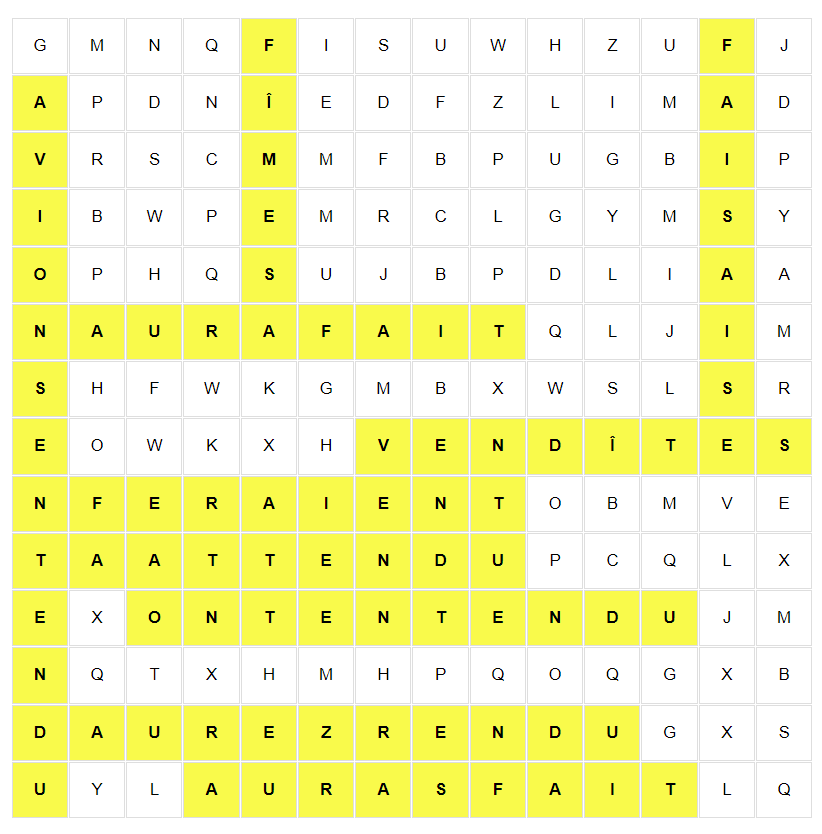 G M N Q F I S U W H Z U F J
A P D N Î E D F Z L I M A D
V R S C M M F B P U G B I P
I B W P E M R C L G Y M S Y
O P H Q S U J B P D L I A A
N A U R A F A I T Q L J I M
S H F W K G M B X W S L S R
E O W K X H V E N D Î T E S
N F E R A I E N T O B M V E
T A A T T E N D U P C Q L X
E X O N T E N T E N D U J M
N Q T X H M H P Q O Q G X B
D A U R E Z R E N D U G X S
U Y L A U R A S F A I T L Q